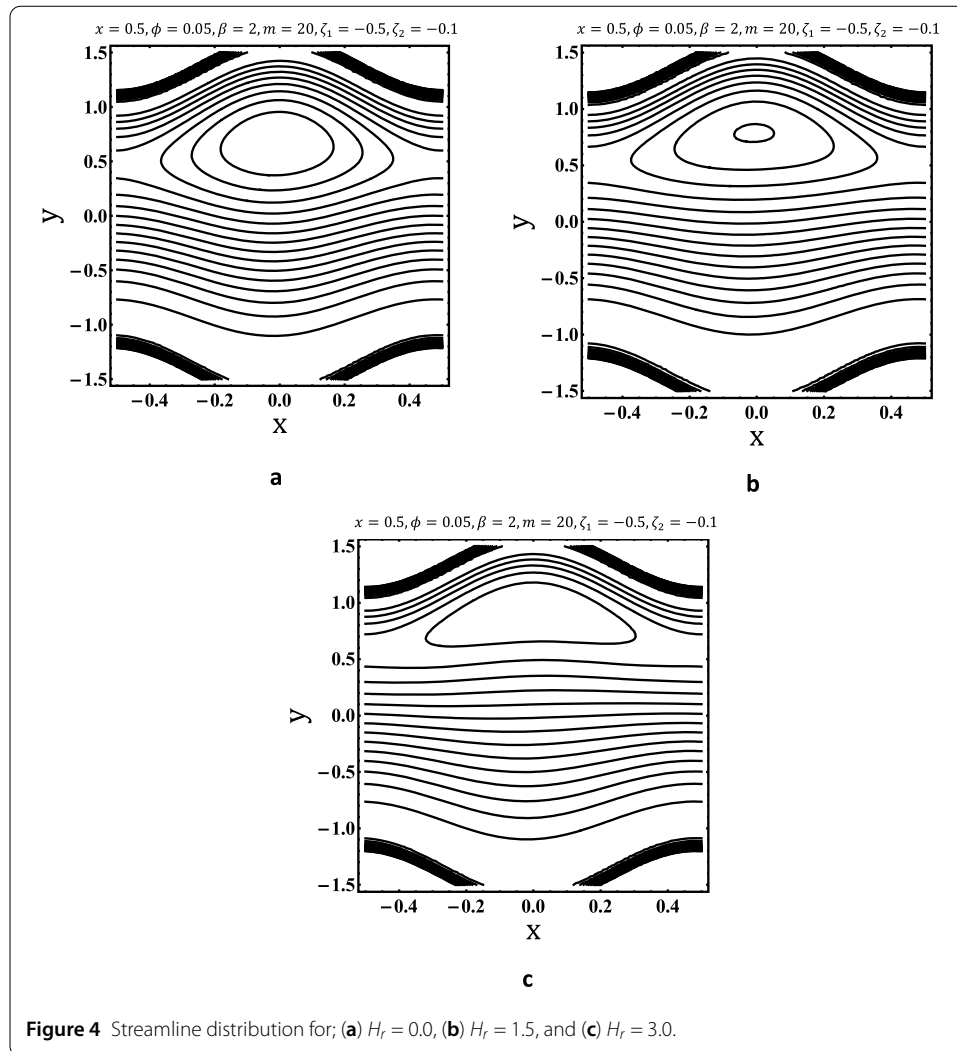 x = 0.5, ϕ = 0.05, β = 2, m = 20, ζ₁ = −0.5, ζ₂ = −0.1
1.5
1.0
0.5
0.0
−0.5
−1.0
−1.5
y
−0.4 −0.2 0.0 0.2 0.4
x
a
x = 0.5, ϕ = 0.05, β = 2, m = 20, ζ₁ = −0.5, ζ₂ = −0.1
1.5
1.0
0.5
0.0
−0.5
−1.0
−1.5
y
−0.4 −0.2 0.0 0.2 0.4
x
b
x = 0.5, ϕ = 0.05, β = 2, m = 20, ζ₁ = −0.5, ζ₂ = −0.1
1.5
1.0
0.5
0.0
−0.5
−1.0
−1.5
y
−0.4 −0.2 0.0 0.2 0.4
x
c
Figure 4 Streamline distribution for; (a) Hᵣ = 0.0, (b) Hᵣ = 1.5, and (c) Hᵣ = 3.0.